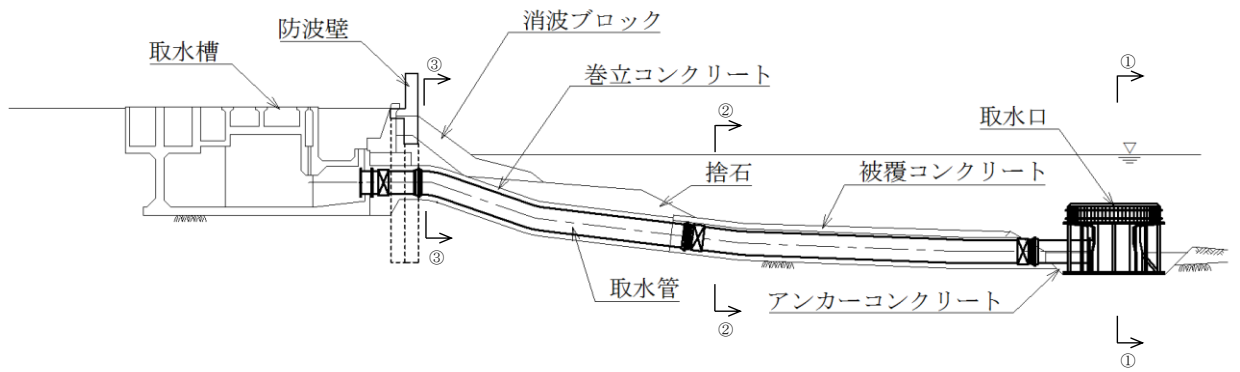 消波ブロック
防波壁
取水槽
③
①
巻立コンクリート
②
取水口
捨石
被覆コンクリート
③
取水管
アンカーコンクリート
②
①